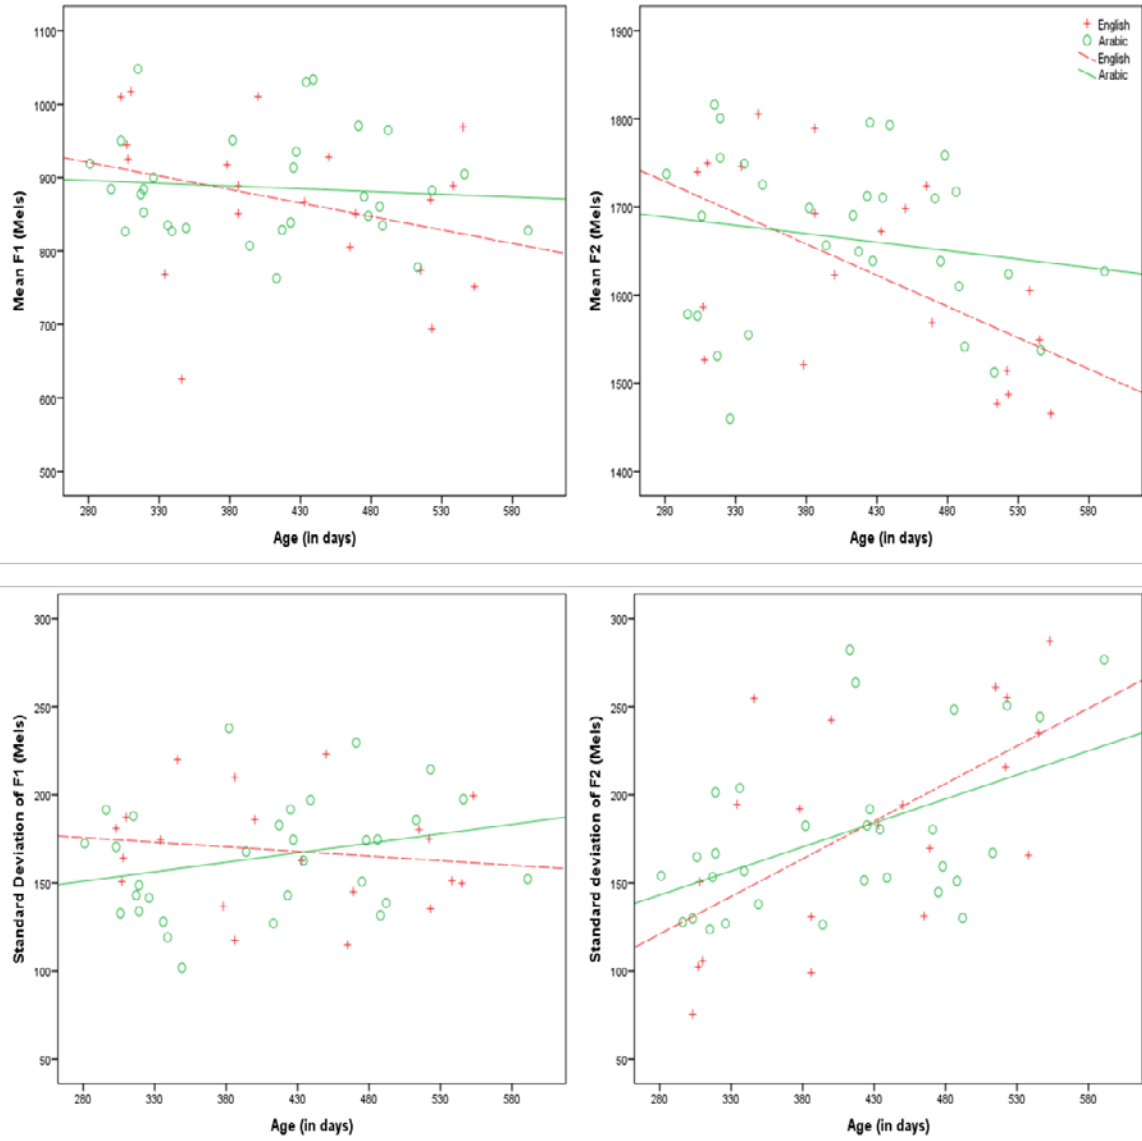 1100
1000
900
800
700
600
500
Mean F1 (Mels)
280 330 380 430 480 530 580
Age (in days)
1900
1800
1700
1600
1500
1400
Mean F2 (Mels)
English
Arabic
English
Arabic
280 330 380 430 480 530 580
Age (in days)
300
250
200
150
100
50
Standard Deviation of F1 (Mels)
280 330 380 430 480 530 580
Age (in days)
300
250
200
150
100
50
Standard deviation of F2 (Mels)
280 330 380 430 480 530 580
Age (in days)